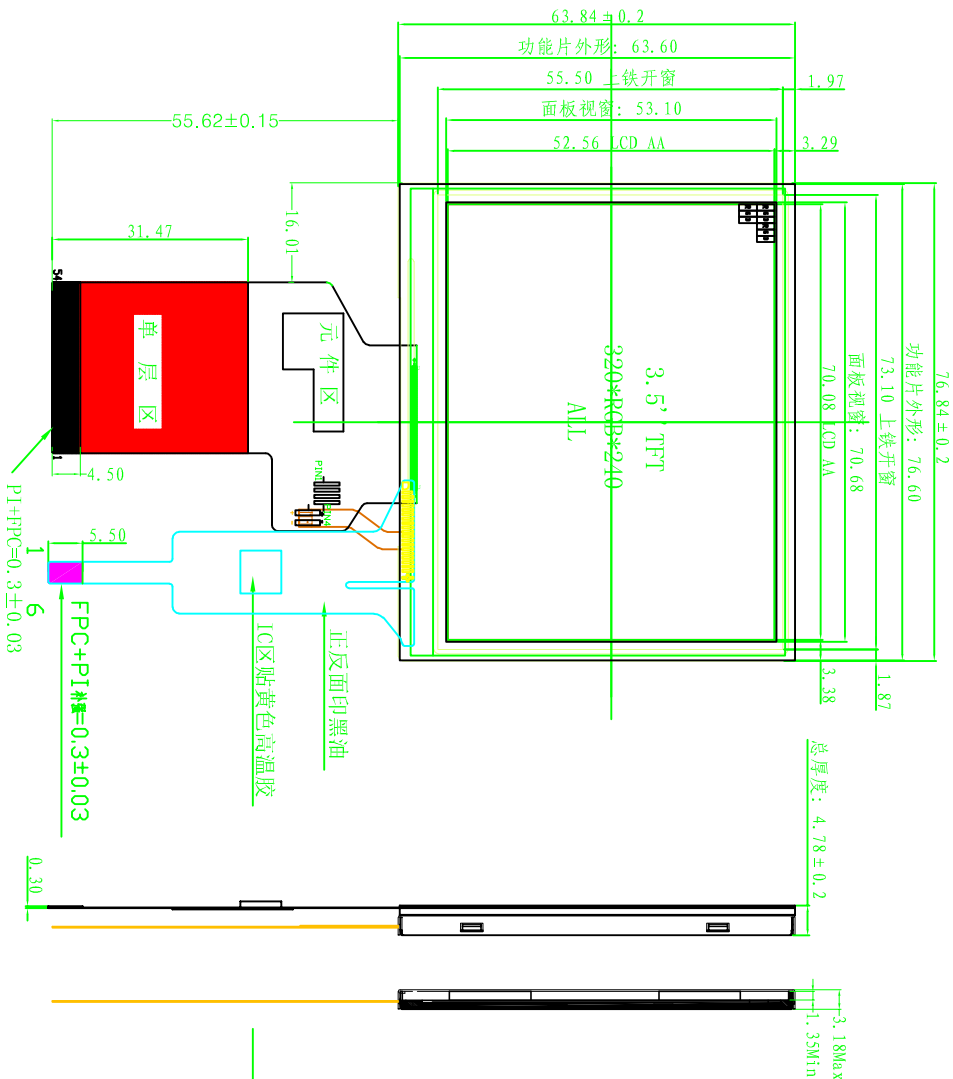 63.84±0.2
功能片外形: 63.60
55.50 上铁开窗
1.97
面板视窗: 53.10
52.56 LCD AA
3.29
55.62±0.15
16.01
31.47
76.84±0.2
功能片外形: 76.60
73.10 上铁开窗
面板视窗: 70.68
70.08 LCD AA
3.5' TFT
320*RGB*240
ALL
54
单层区
元件区
1
4.50
PIN1
PIN4
PI+FPC=0.3±0.03
5.50
1
6
FPC+PI补强=0.3±0.03
IC区贴黄色高温胶
正反面印黑油
3.38
1.87
总厚度: 4.78±0.2
0.30
3.18Max
1.35Min